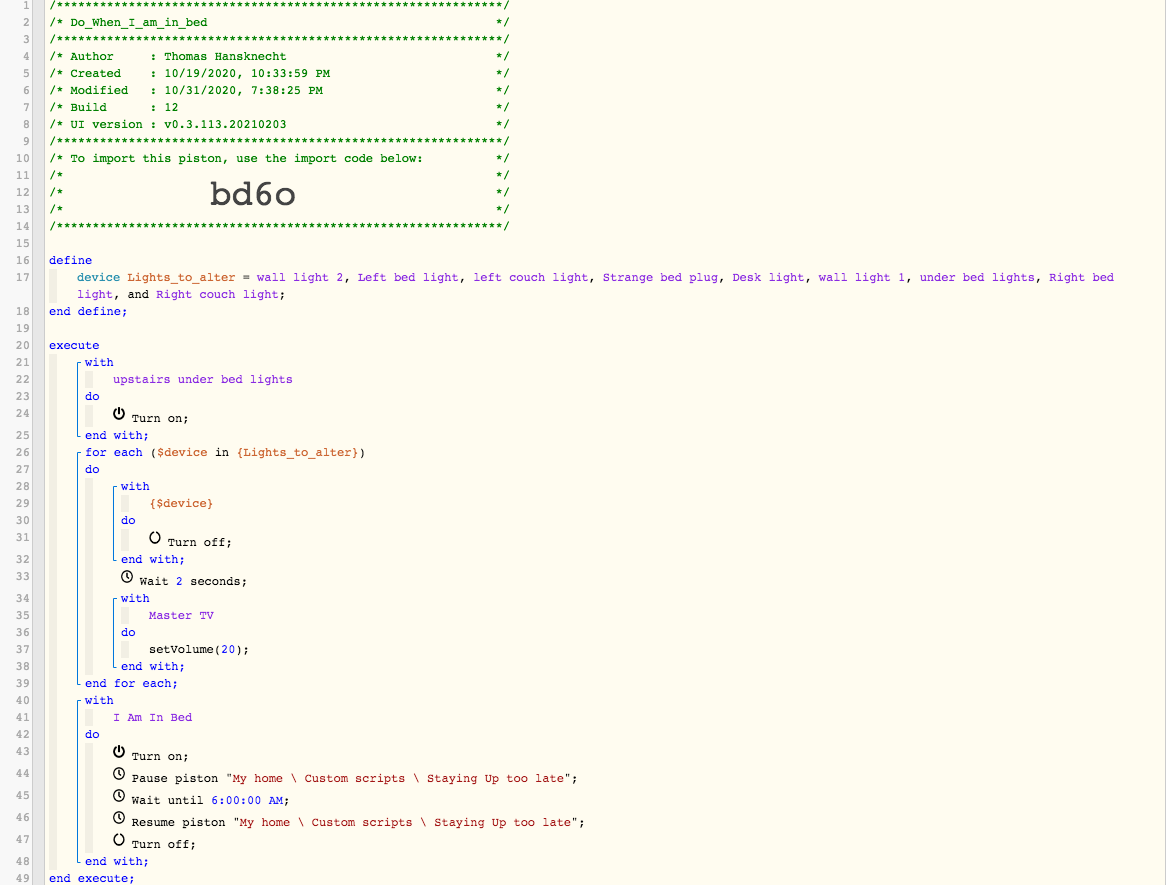 1 /**************************************************************/
2 /* Do_When_I_am_in_bed */
3 /**************************************************************/
4 /* Author : Thomas Hansknecht */
5 /* Created : 10/19/2020, 10:33:59 PM */
6 /* Modified : 10/31/2020, 7:38:25 PM */
7 /* Build : 12 */
8 /* UI version : v0.3.113.20210203 */
9 /**************************************************************/
10 /* To import this piston, use the import code below: */
11 /* */
12 /* bd6o */
13 /* */
14 /**************************************************************/
15
16 define
17 device Lights_to_alter = wall light 2, Left bed light, left couch light, Strange bed plug, Desk light, wall light 1, under bed lights, Right bed
light, and Right couch light;
18 end define;
19
20 execute
21 with
22 upstairs under bed lights
23 do
24 Turn on;
25 end with;
26 for each ($device in {Lights_to_alter})
27 do
28 with
29 {$device}
30 do
31 Turn off;
32 end with;
33 Wait 2 seconds;
34 with
35 Master TV
36 do
37 setVolume(20);
38 end with;
39 end for each;
40 with
41 I Am In Bed
42 do
43 Turn on;
44 Pause piston "My home \ Custom scripts \ Staying Up too late";
45 Wait until 6:00:00 AM;
46 Resume piston "My home \ Custom scripts \ Staying Up too late";
47 Turn off;
48 end with;
49 end execute;